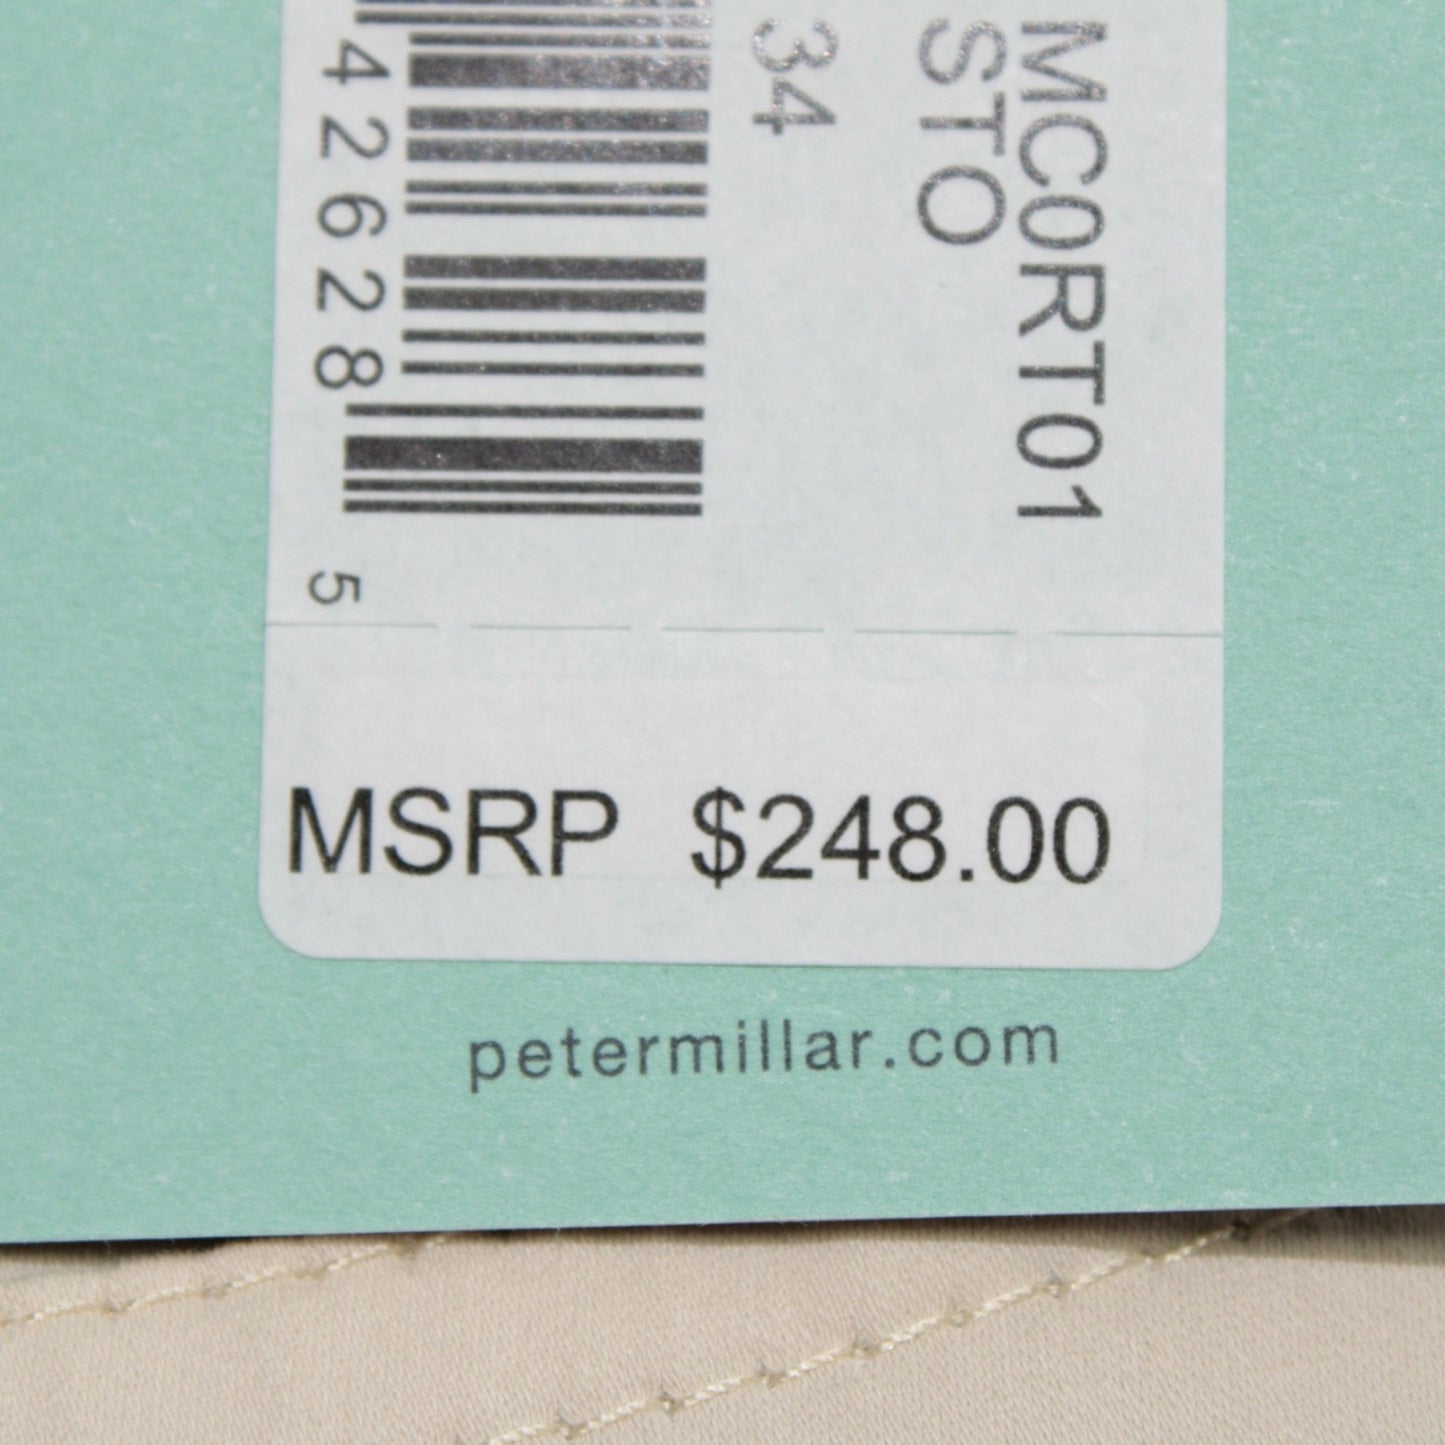 MC0RT01
STO
34
42628
5
MSRP $248.00
petermillar.com